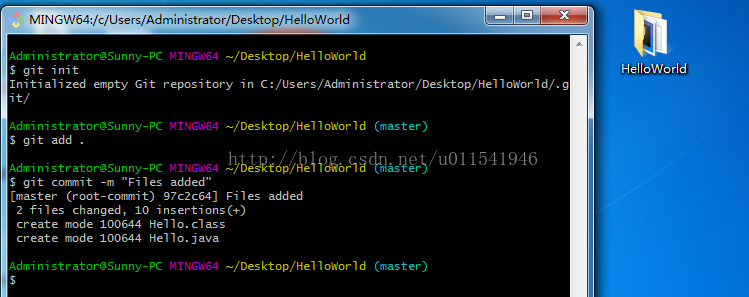 MINGW64:/c/Users/Administrator/Desktop/HelloWorld
Administrator@Sunny-PC MINGW64 ~/Desktop/HelloWorld
$ git init
Initialized empty Git repository in C:/Users/Administrator/Desktop/HelloWorld/.g
it/
Administrator@Sunny-PC MINGW64 ~/Desktop/HelloWorld (master)
$ git add .
http://blog.csdn.net/u011541946
Administrator@Sunny-PC MINGW64 ~/Desktop/HelloWorld (master)
$ git commit -m "Files added"
[master (root-commit) 97c2c64] Files added
2 files changed, 10 insertions(+)
create mode 100644 Hello.class
create mode 100644 Hello.java
Administrator@Sunny-PC MINGW64 ~/Desktop/HelloWorld (master)
$
HelloWorld